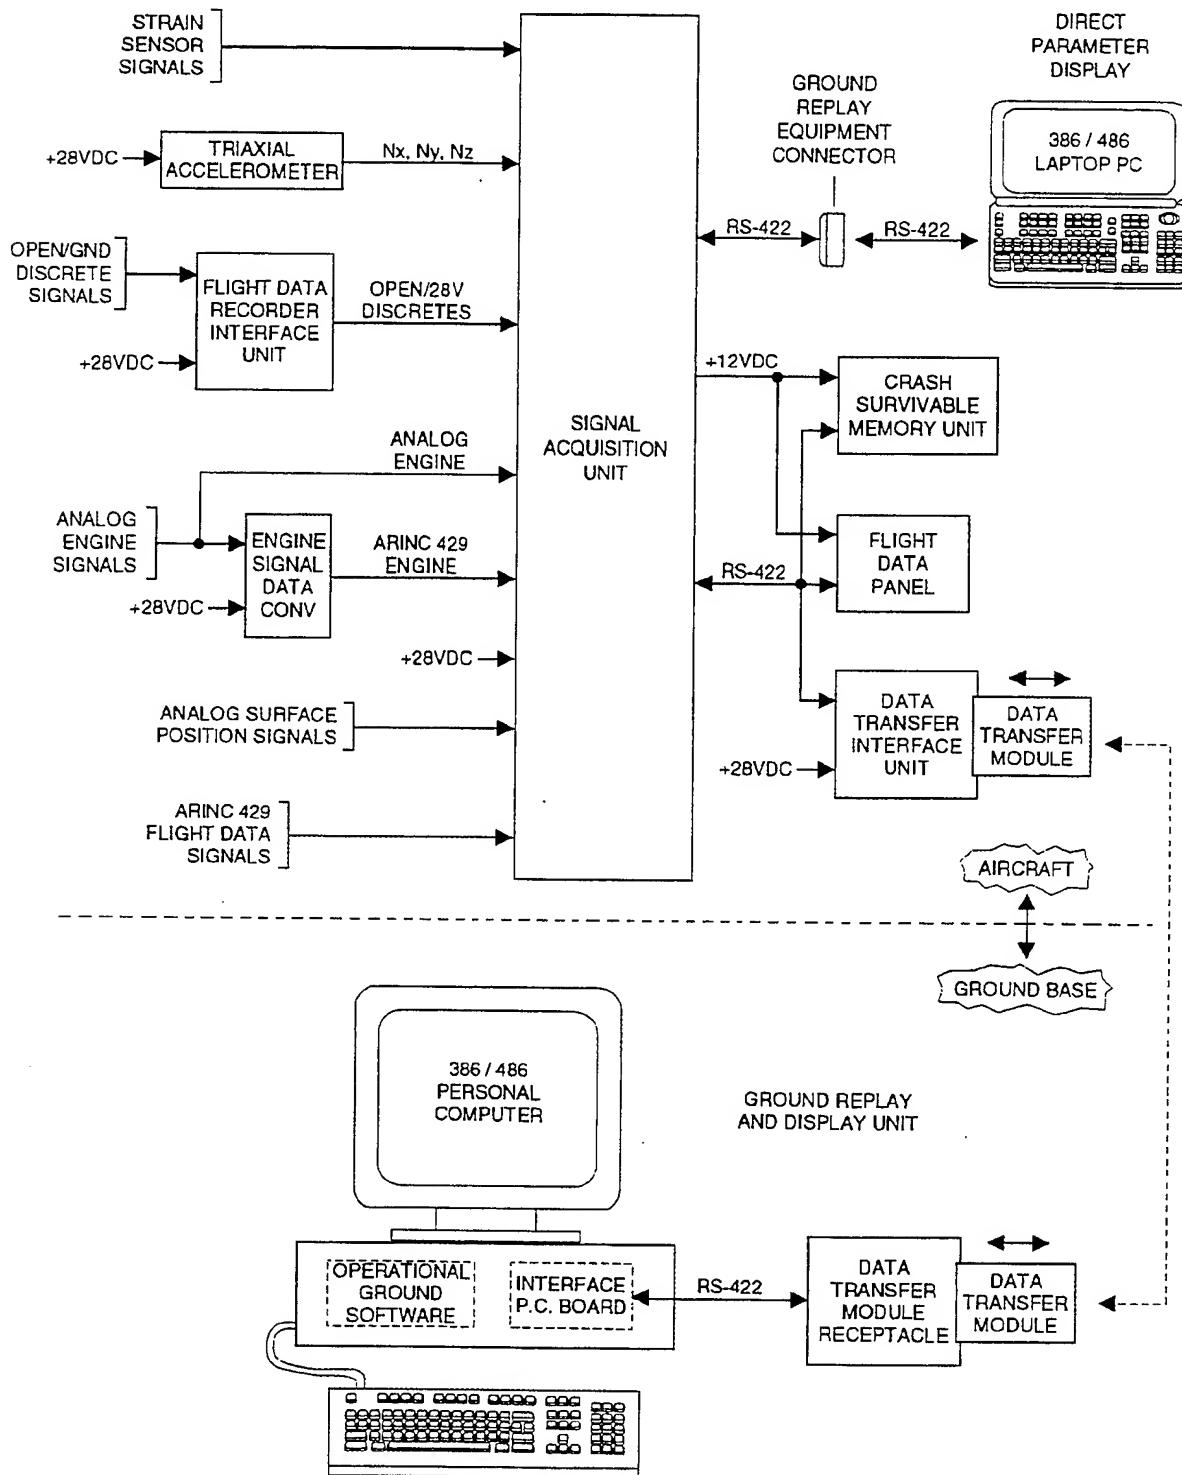 STRAIN
SENSOR
SIGNALS
DIRECT
PARAMETER
DISPLAY
GROUND
REPLAY
EQUIPMENT
CONNECTOR
386 / 486
LAPTOP PC
+28VDC
TRIAXIAL
ACCELEROMETER
Nx, Ny, Nz
RS-422
RS-422
OPEN/GND
DISCRETE
SIGNALS
+28VDC
FLIGHT DATA
RECORDER
INTERFACE
UNIT
OPEN/28V
DISCRETES
SIGNAL
ACQUISITION
UNIT
+12VDC
CRASH
SURVIVABLE
MEMORY UNIT
ANALOG
ENGINE
ANALOG
ENGINE
SIGNALS
+28VDC
ENGINE
SIGNAL
DATA
CONV
ARINC 429
ENGINE
RS-422
FLIGHT
DATA
PANEL
+28VDC
ANALOG SURFACE
POSITION SIGNALS
+28VDC
DATA
TRANSFER
INTERFACE
UNIT
DATA
TRANSFER
MODULE
ARINC 429
FLIGHT DATA
SIGNALS
AIRCRAFT
GROUND BASE
386 / 486
PERSONAL
COMPUTER
GROUND REPLAY
AND DISPLAY UNIT
OPERATIONAL
GROUND
SOFTWARE
INTERFACE
P.C. BOARD
RS-422
DATA
TRANSFER
MODULE
RECEPTACLE
DATA
TRANSFER
MODULE